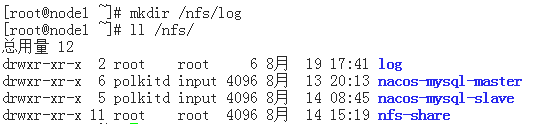 [root@node1 ~]# mkdir /nfs/log
[root@node1 ~]# ll /nfs/
总用量 12
drwxr-xr-x  2 root    root     6 8月  19 17:41 log
drwxr-xr-x  6 polkitd input 4096 8月  13 20:13 nacos-mysql-master
drwxr-xr-x  5 polkitd input 4096 8月  14 08:45 nacos-mysql-slave
drwxr-xr-x 11 root    root  4096 8月  14 15:19 nfs-share